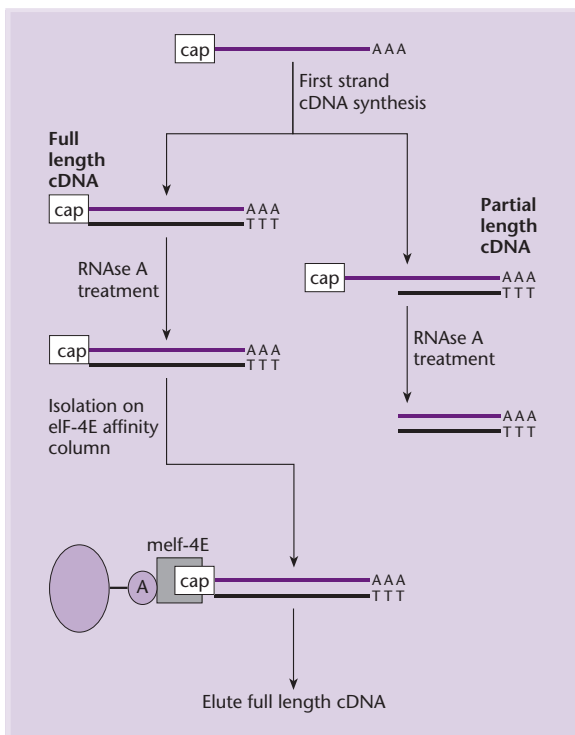 cap AAA
First strand
cDNA synthesis
Full
length
cDNA
cap AAA
TTT
Partial
length
cDNA
cap AAA
TTT
RNAse A
treatment
RNAse A
treatment
cap AAA
TTT
AAA
TTT
Isolation on
elF-4E affinity
column
melf-4E
A cap AAA
TTT
Elute full length cDNA